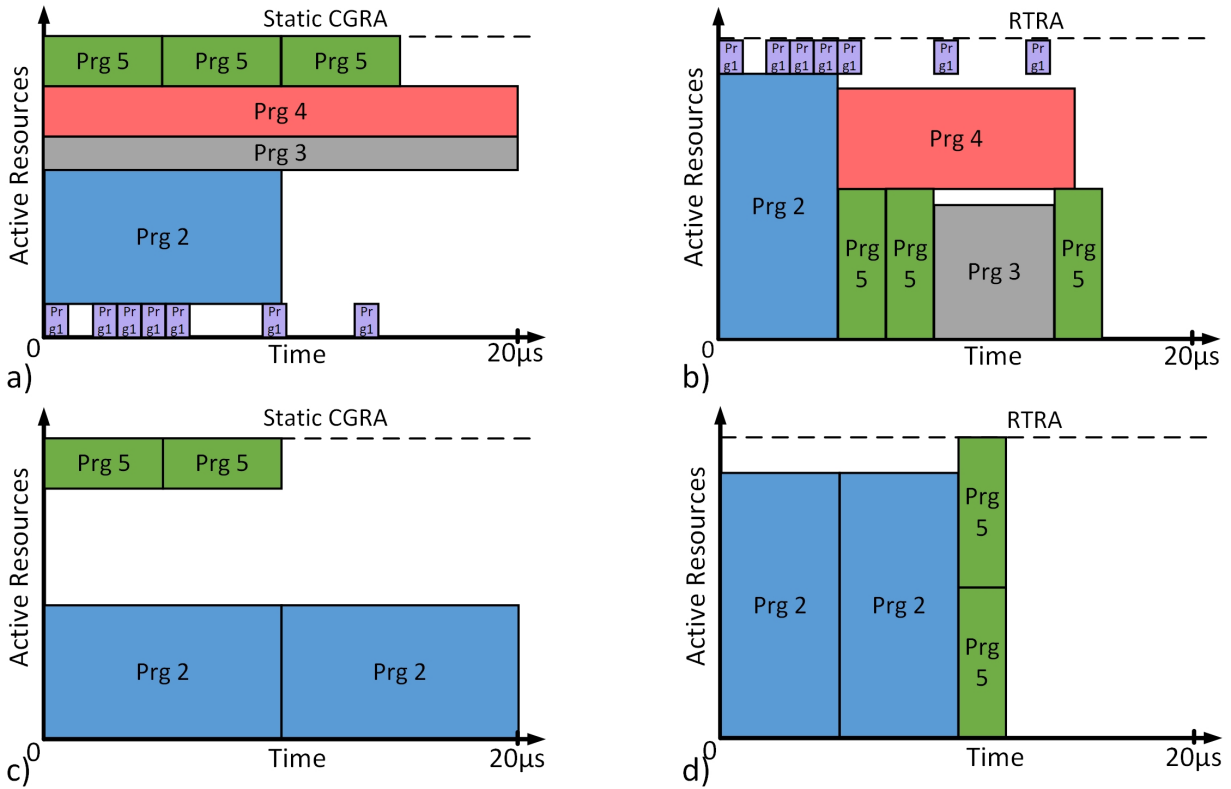 Static CGRA
Active Resources
Prg 5
Prg 5
Prg 5
Prg 4
Prg 3
Prg 2
Pr
g1
Pr
g1
Pr
g1
Pr
g1
Pr
g1
Pr
g1
Pr
g1
0
Time
20μs
a)
RTRA
Active Resources
Pr
g1
Pr
g1
Pr
g1
Pr
g1
Pr
g1
Pr
g1
Pr
g1
Prg 4
Prg 2
Prg
5
Prg
5
Prg 3
Prg
5
0
Time
20μs
b)
Static CGRA
Active Resources
Prg 5
Prg 5
Prg 2
Prg 2
0
Time
20μs
c)
RTRA
Active Resources
Prg
5
Prg 2
Prg 2
Prg
5
0
Time
20μs
d)